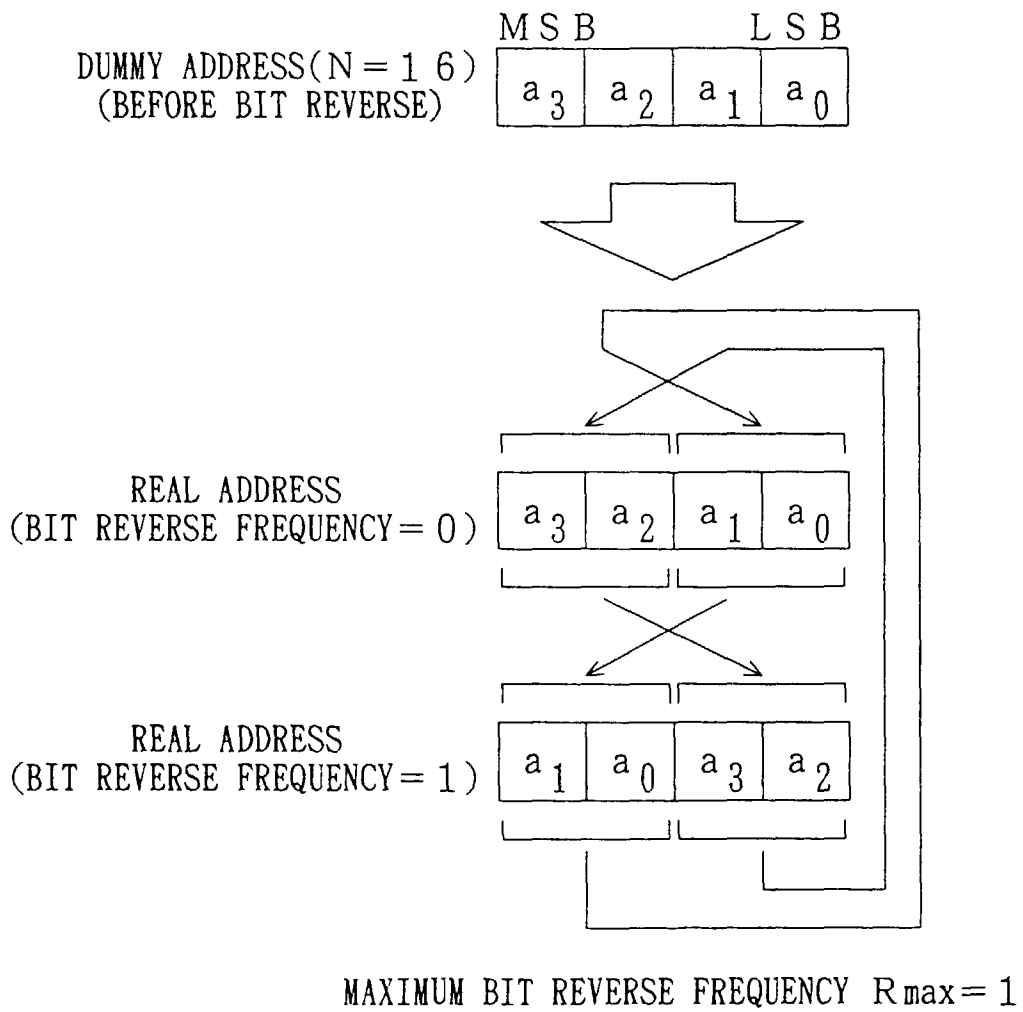 MSB LSB
DUMMY ADDRESS(N=16)
(BEFORE BIT REVERSE)
a3 a2 a1 a0
REAL ADDRESS
(BIT REVERSE FREQUENCY=0)
a3 a2 a1 a0
REAL ADDRESS
(BIT REVERSE FREQUENCY=1)
a1 a0 a3 a2
MAXIMUM BIT REVERSE FREQUENCY Rmax=1